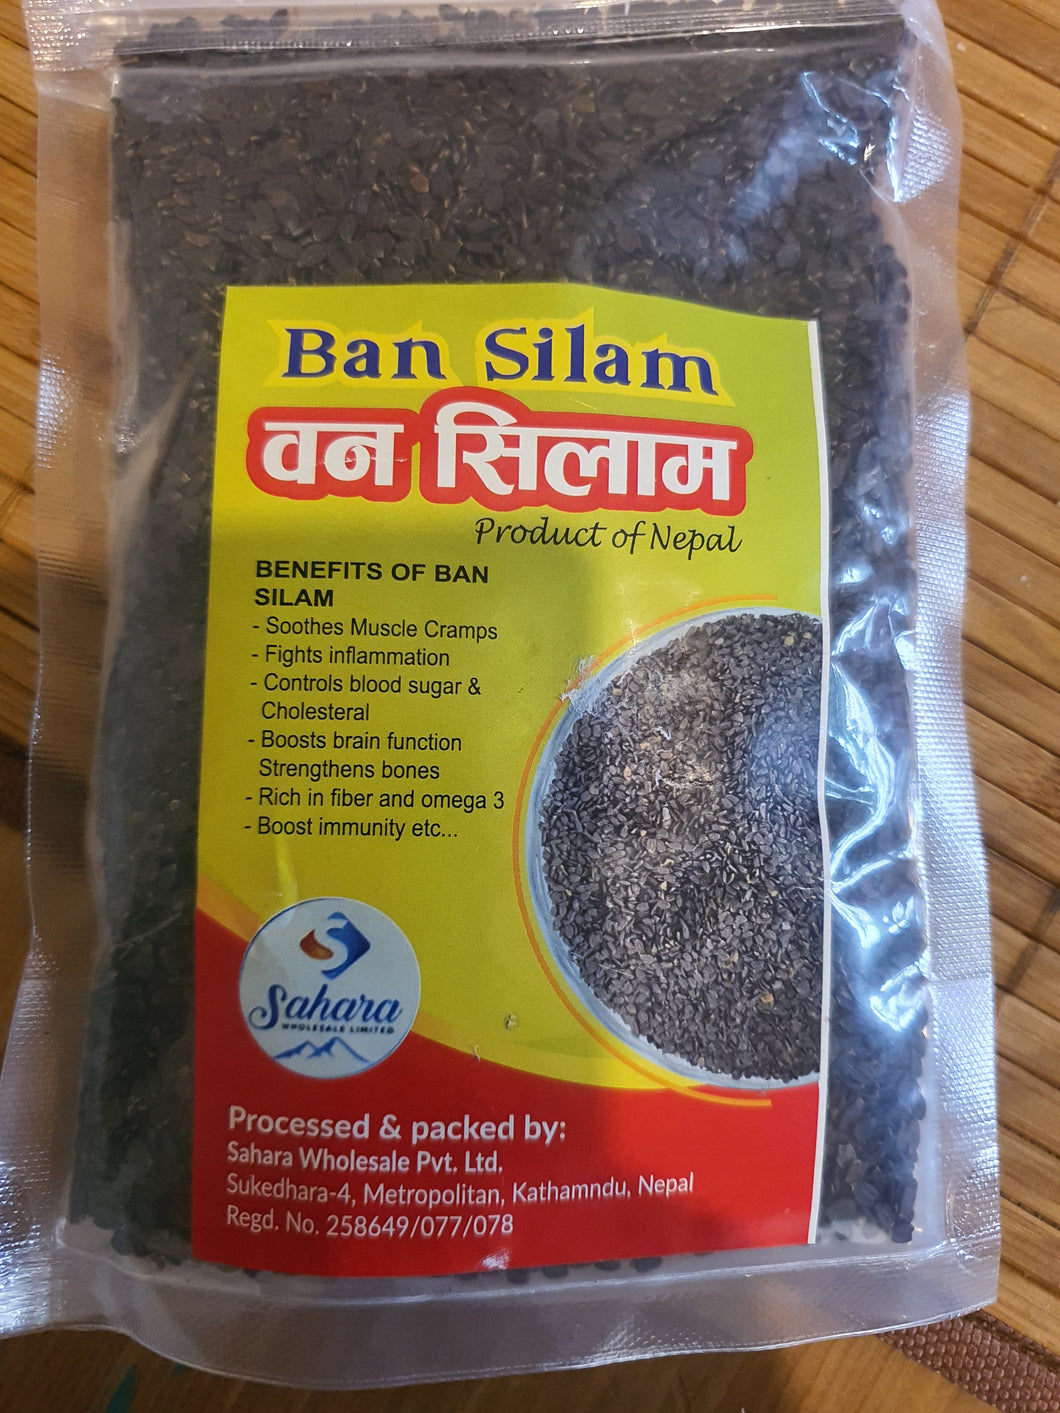 Ban Silam
वन सिलाम
Product of Nepal
BENEFITS OF BAN
SILAM
- Soothes Muscle Cramps
- Fights inflammation
- Controls blood sugar &
Cholesteral
- Boosts brain function
Strengthens bones
- Rich in fiber and omega 3
- Boost immunity etc...
Sahara
WHOLESALE LIMITED
Processed & packed by:
Sahara Wholesale Pvt. Ltd.
Sukedhara-4, Metropolitan, Kathamndu, Nepal
Regd. No. 258649/077/078